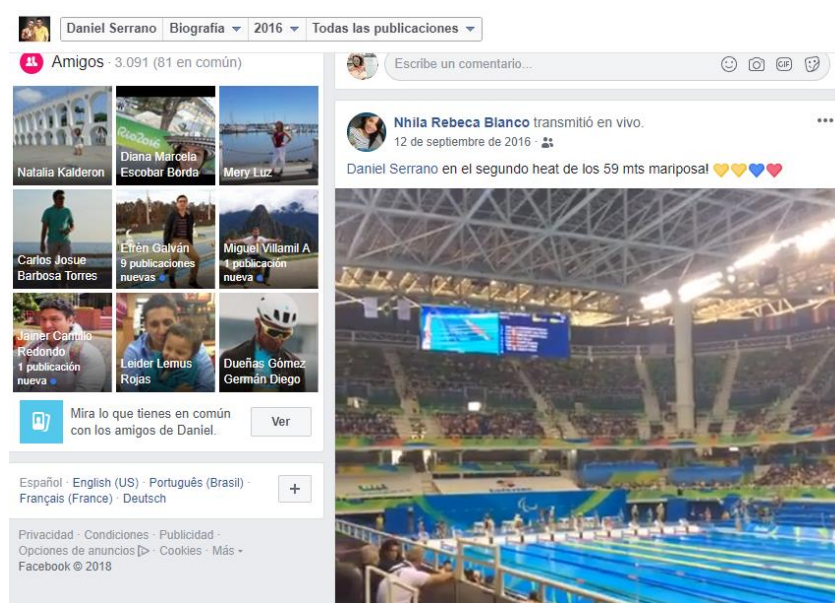 Daniel Serrano Biografía 2016 Todas las publicaciones
Amigos · 3.091 (81 en común)
Natalia Kalderon
Rio2016
Diana Marcela
Escobar Borda
Mery Luz
Carlos Josue
Barbosa Torres
Efrén Galván
9 publicaciones
nuevas
Miguel Villamil A
1 publicación
nueva
Jainer Cantillo
Redondo
1 publicación
nueva
Leider Lemus
Rojas
Dueñas Gómez
Germán Diego
Mira lo que tienes en común
con los amigos de Daniel.
Ver
Español · English (US) · Português (Brasil) ·
Français (France) · Deutsch
+
Privacidad · Condiciones · Publicidad ·
Opciones de anuncios · Cookies · Más
Facebook © 2018
Escribe un comentario...
GIF
Nhila Rebeca Blanco transmitió en vivo.
12 de septiembre de 2016 ·
Daniel Serrano en el segundo heat de los 59 mts mariposa! 💛💛💙❤️